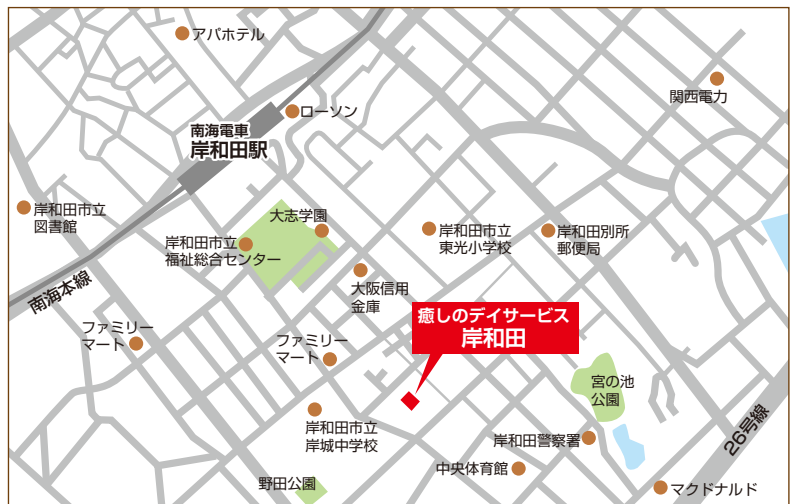 アパホテル
関西電力
ローソン
南海電車
岸和田駅
岸和田市立
図書館
大志学園
岸和田市立
福祉総合センター
岸和田市立
東光小学校
岸和田別所
郵便局
南海本線
大阪信用
金庫
癒しのデイサービス
岸和田
ファミリー
マート
ファミリー
マート
宮の池
公園
岸和田市立
岸城中学校
岸和田警察署
26号線
中央体育館
野田公園
マクドナルド